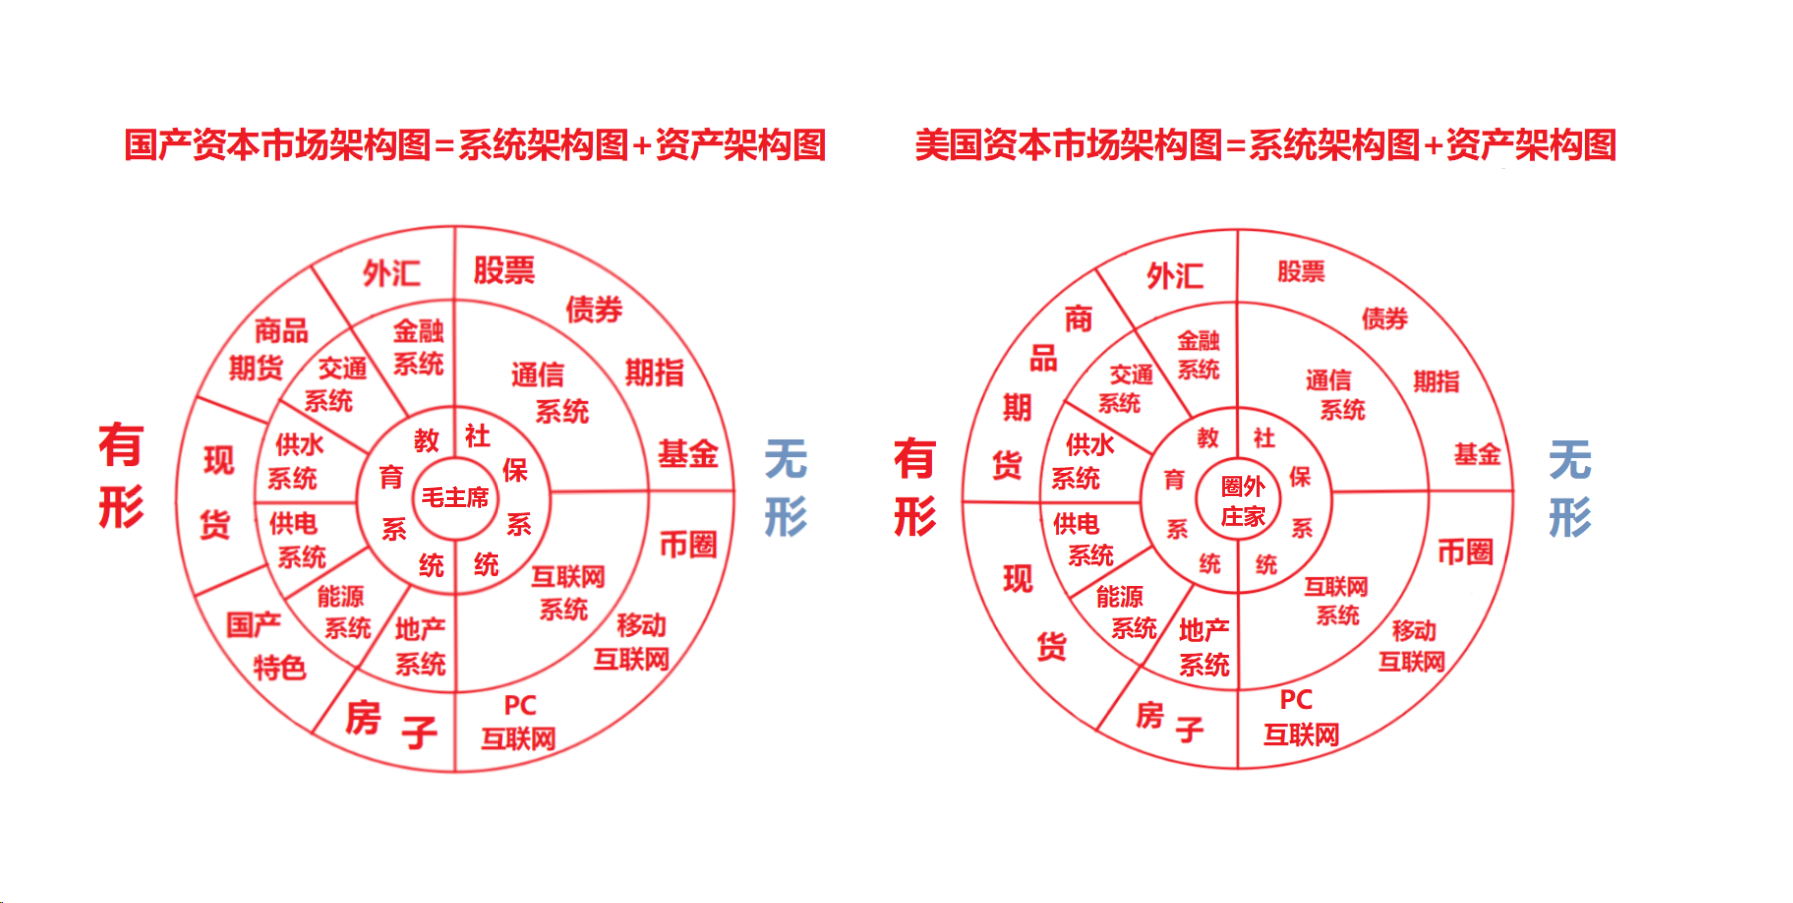 国产资本市场架构图=系统架构图+资产架构图
有形
无形
外汇
股票
债券
期指
基金
币圈
移动
互联网
PC
互联网
房子
国产
特色
现货
商品
期货
金融
系统
通信
系统
互联网
系统
地产
系统
能源
系统
供电
系统
供水
系统
交通
系统
教育系统
社保系统
毛主席
美国资本市场架构图=系统架构图+资产架构图
有形
无形
外汇
股票
债券
期指
基金
币圈
移动
互联网
PC
互联网
房子
现货
商品期货
金融
系统
通信
系统
互联网
系统
地产
系统
能源
系统
供电
系统
供水
系统
交通
系统
教育系统
社保系统
圈外
庄家